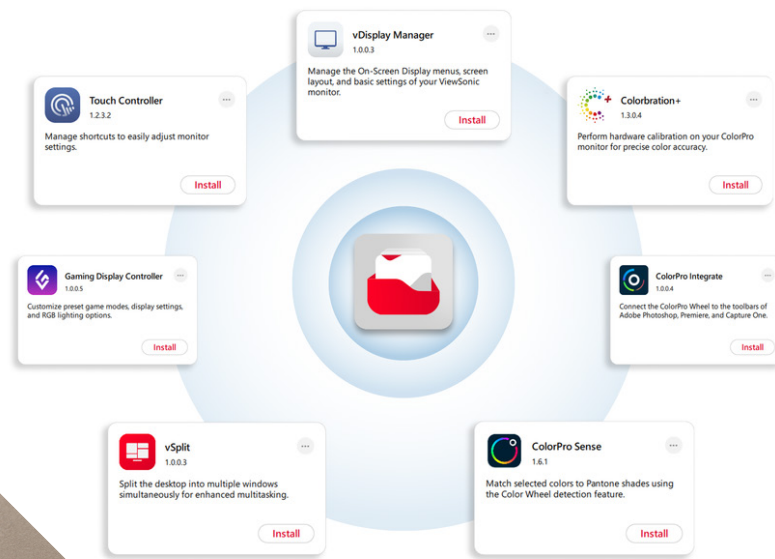 vDisplay Manager
1.0.0.3
Manage the On-Screen Display menus, screen
layout, and basic settings of your ViewSonic
monitor.
Install
Touch Controller
1.2.3.2
Manage shortcuts to easily adjust monitor
settings.
Install
Colorbration+
1.3.0.4
Perform hardware calibration on your ColorPro
monitor for precise color accuracy.
Install
Gaming Display Controller
1.0.0.5
Customize preset game modes, display settings,
and RGB lighting options.
Install
ColorPro Integrate
1.0.0.4
Connect the ColorPro Wheel to the toolbars of
Adobe Photoshop, Premiere, and Capture One.
Install
vSplit
1.0.0.3
Split the desktop into multiple windows
simultaneously for enhanced multitasking.
Install
ColorPro Sense
1.6.1
Match selected colors to Pantone shades using
the Color Wheel detection feature.
Install